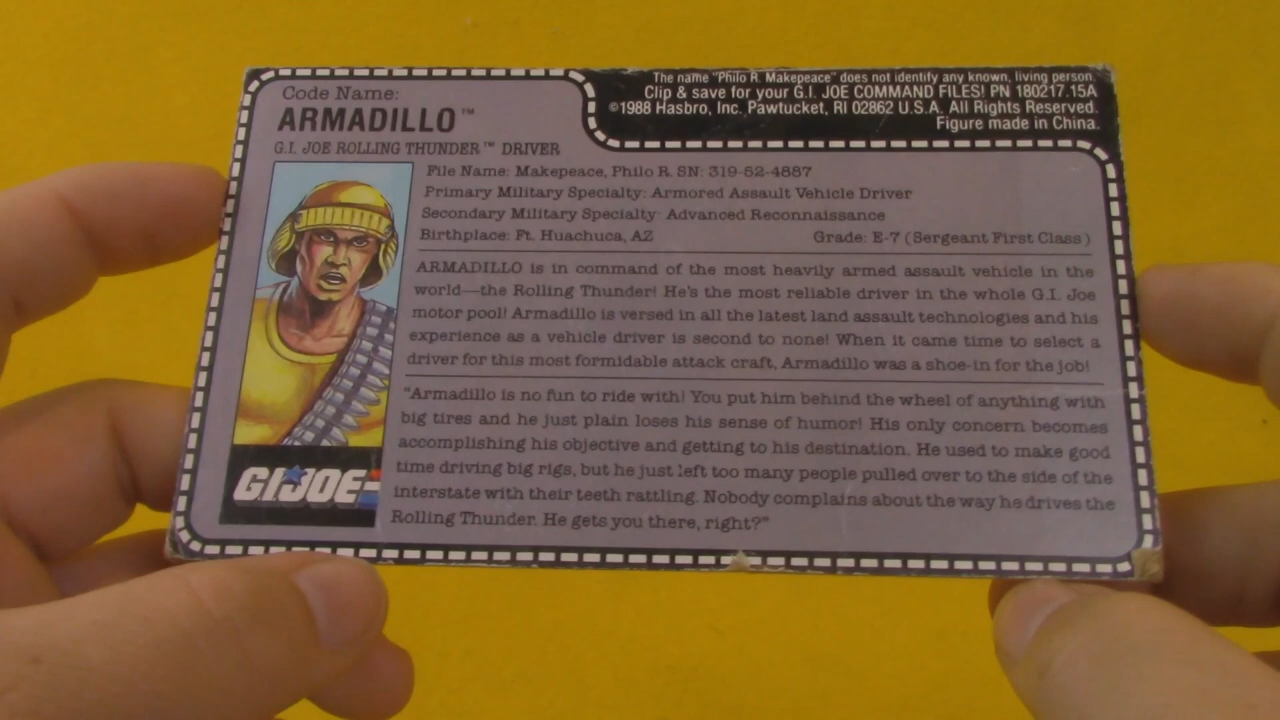 The name "Philo R. Makepeace" does not identify any known, living person.
Clip & save for your G.I. JOE COMMAND FILES! PN 180217.15A
©1988 Hasbro, Inc. Pawtucket, RI 02862 U.S.A. All Rights Reserved.
Figure made in China.
Code Name:
ARMADILLO™
G.I. JOE ROLLING THUNDER™ DRIVER
File Name: Makepeace, Philo R. SN: 319-52-4887
Primary Military Specialty: Armored Assault Vehicle Driver
Secondary Military Specialty: Advanced Reconnaissance
Birthplace: Ft. Huachuca, AZ Grade: E-7 (Sergeant First Class)
ARMADILLO is in command of the most heavily armed assault vehicle in the
world—the Rolling Thunder! He's the most reliable driver in the whole G.I. Joe
motor pool! Armadillo is versed in all the latest land assault technologies and his
experience as a vehicle driver is second to none! When it came time to select a
driver for this most formidable attack craft, Armadillo was a shoe-in for the job!
"Armadillo is no fun to ride with! You put him behind the wheel of anything with
big tires and he just plain loses his sense of humor! His only concern becomes
accomplishing his objective and getting to his destination. He used to make good
time driving big rigs, but he just left too many people pulled over to the side of the
interstate with their teeth rattling. Nobody complains about the way he drives the
Rolling Thunder. He gets you there, right?"
G.I. JOE